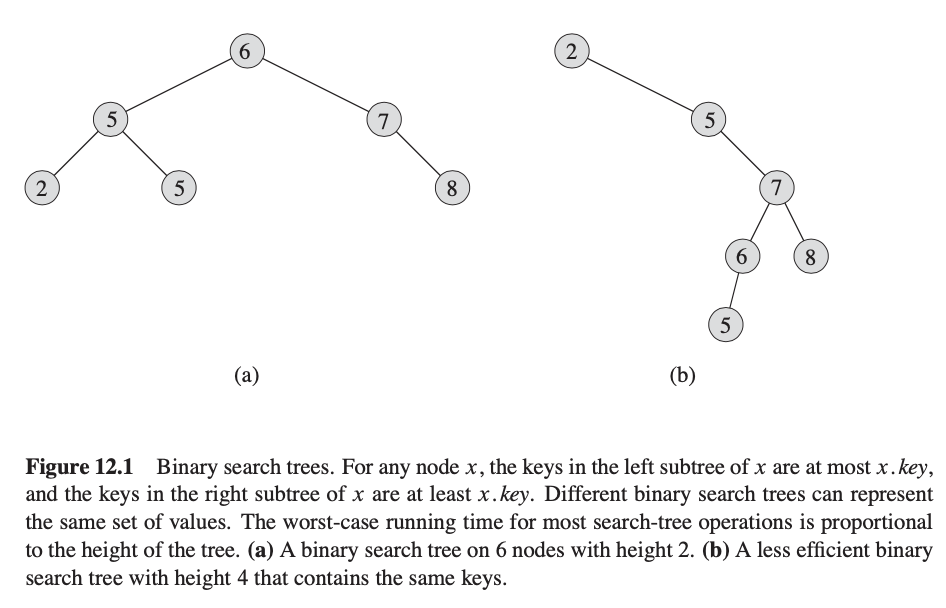 6
2
5
7
5
2
5
8
7
6
8
5
(a)
(b)
Figure 12.1 Binary search trees. For any node x, the keys in the left subtree of x are at most x.key,
and the keys in the right subtree of x are at least x.key. Different binary search trees can represent
the same set of values. The worst-case running time for most search-tree operations is proportional
to the height of the tree. (a) A binary search tree on 6 nodes with height 2. (b) A less efficient binary
search tree with height 4 that contains the same keys.